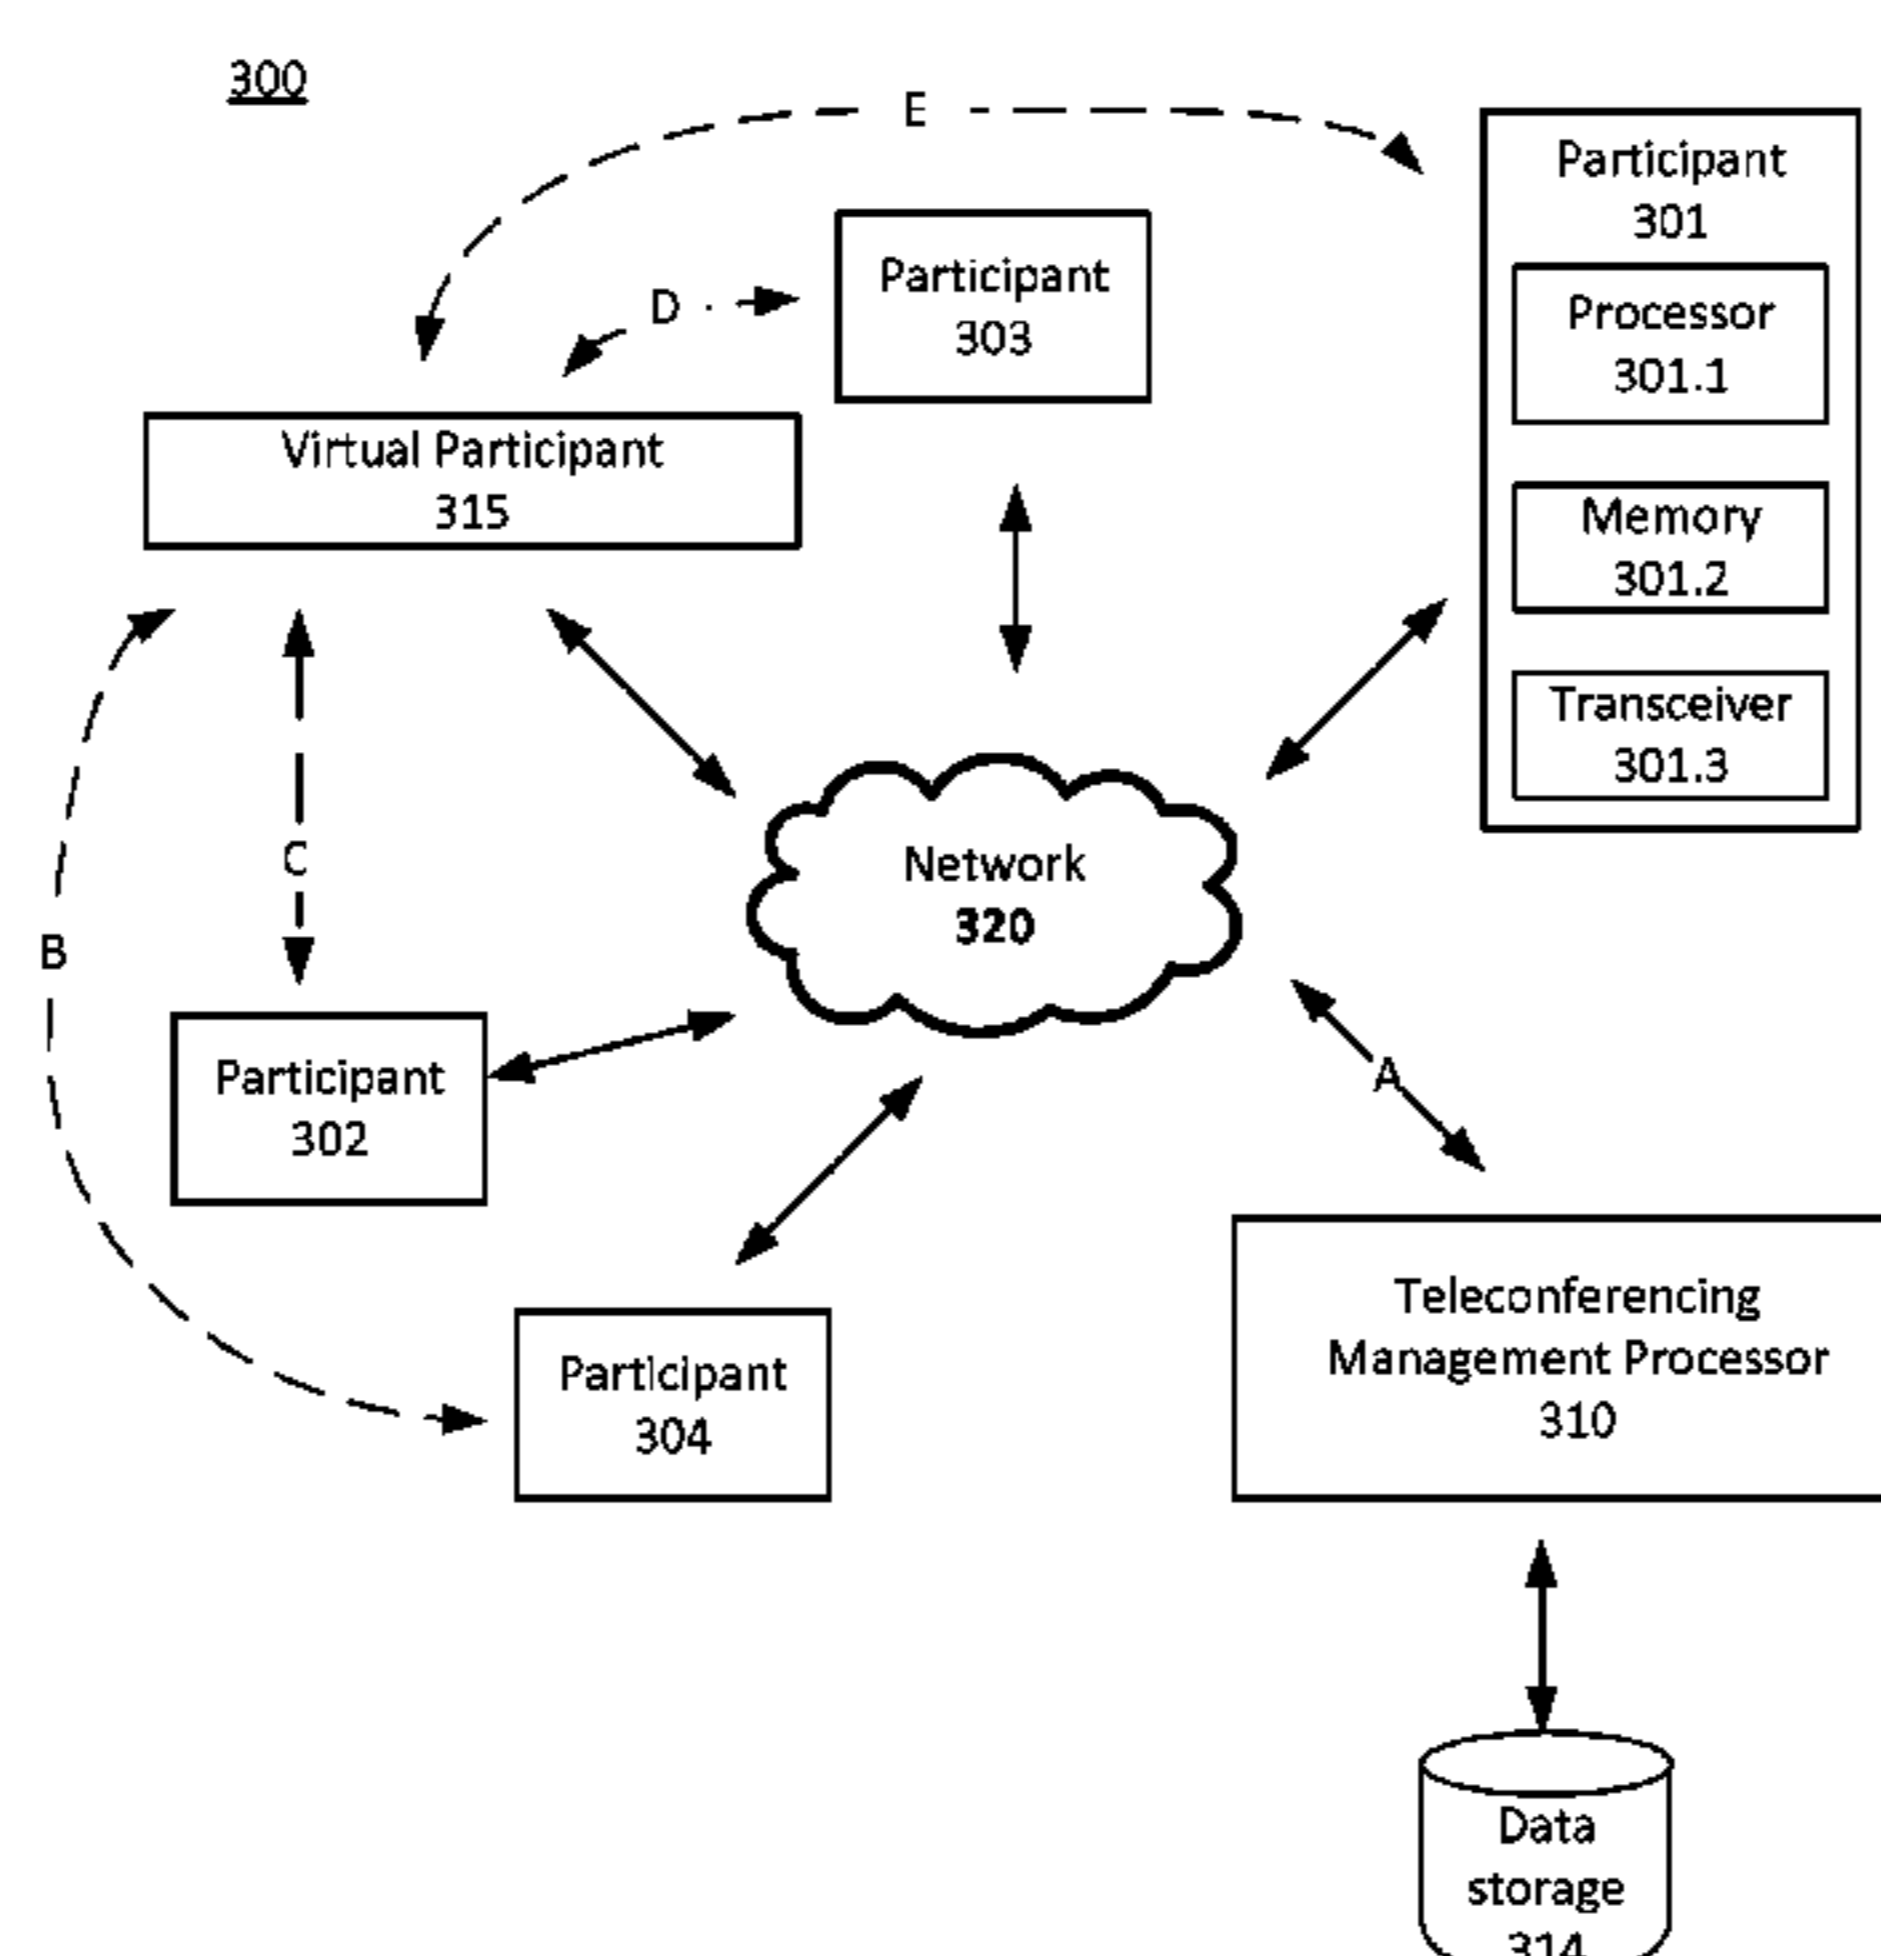 300
E
Participant
301
Processor
301.1
Memory
301.2
Transceiver
301.3
Participant
303
D
Virtual Participant
315
C
B
Network
320
A
Participant
302
Participant
304
Teleconferencing
Management Processor
310
Data
storage
314